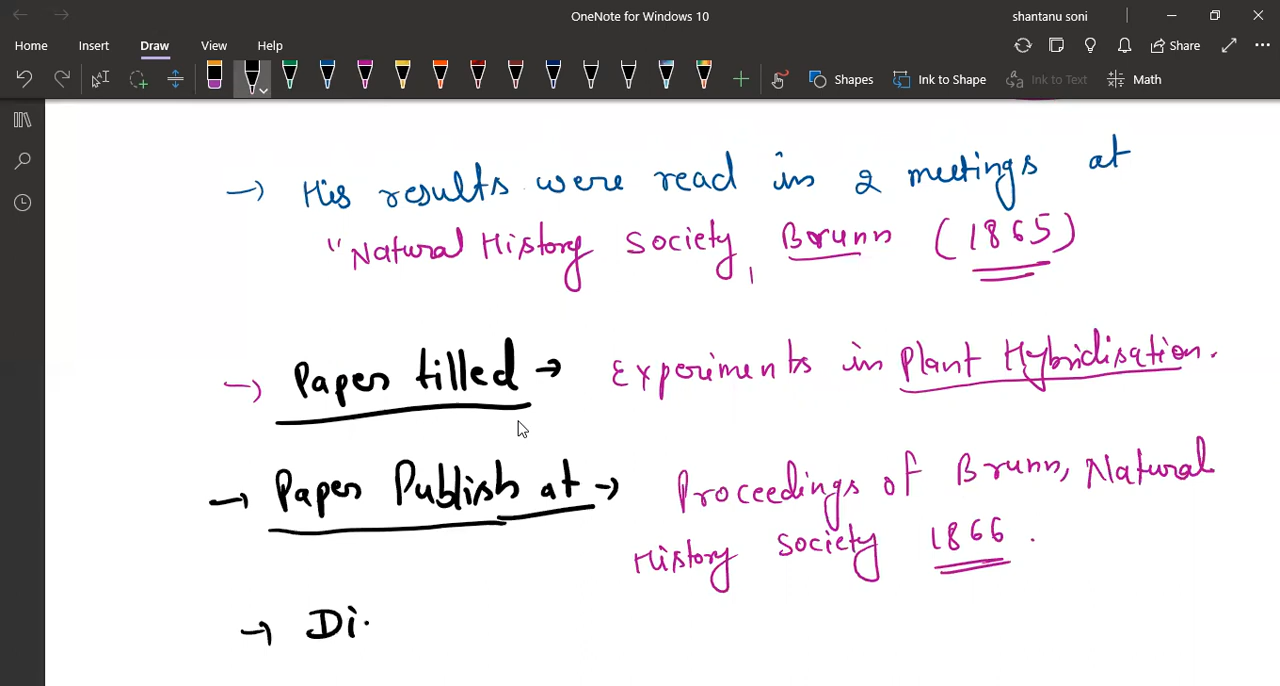 OneNote for Windows 10
shantanu soni
Home Insert Draw View Help
Share
Shapes Ink to Shape Ink to Text Math
→ His results were read in 2 meetings at
"Natural History Society, Brunn (1865)
→ Paper tilled → Experiments in Plant Hybridisation.
→ Paper Publish at → Proceedings of Brunn, Natural
History Society 1866.
→ Di.